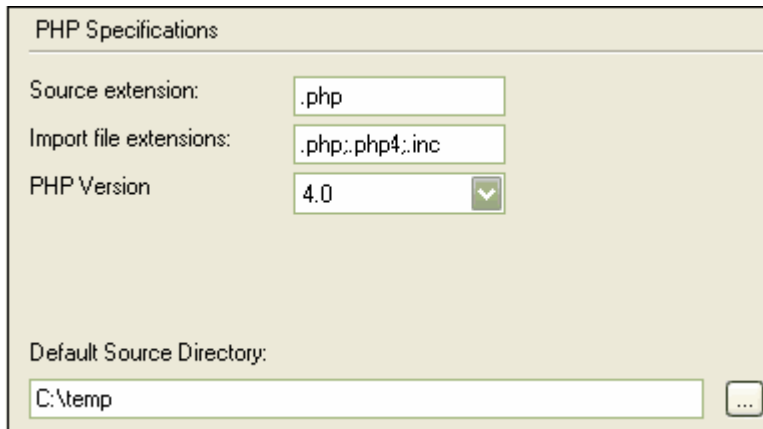 PHP Specifications
Source extension: .php
Import file extensions: .php;.php4;.inc
PHP Version 4.0
Default Source Directory:
C:\temp ...